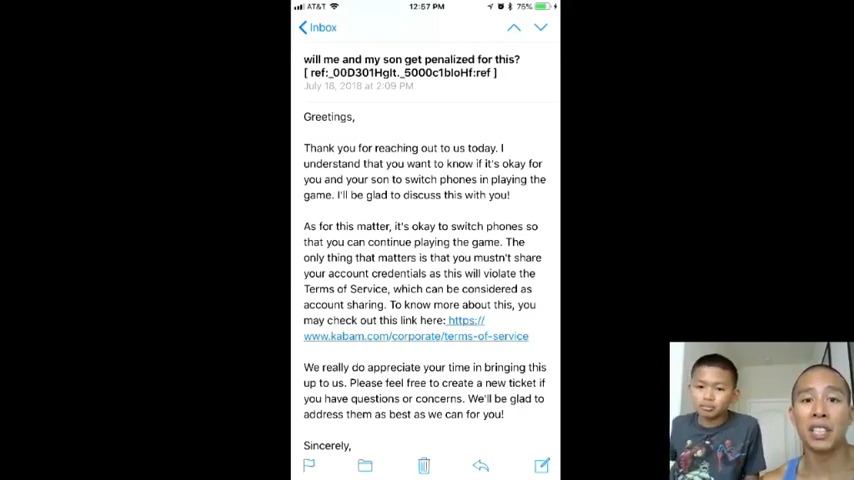 AT&T 12:57 PM 75%
Inbox
will me and my son get penalized for this?
July 18, 2018 at 2:09 PM
Greetings,
Thank you for reaching out to us today. I
understand that you want to know if it's okay for
you and your son to switch phones in playing the
game. I'll be glad to discuss this with you!
As for this matter, it's okay to switch phones so
that you can continue playing the game. The
only thing that matters is that you mustn't share
your account credentials as this will violate the
Terms of Service, which can be considered as
account sharing. To know more about this, you
may check out this link here: https://
www.kabam.com/corporate/terms-of-service
We really do appreciate your time in bringing this
up to us. Please feel free to create a new ticket if
you have questions or concerns. We'll be glad to
address them as best as we can for you!
Sincerely,